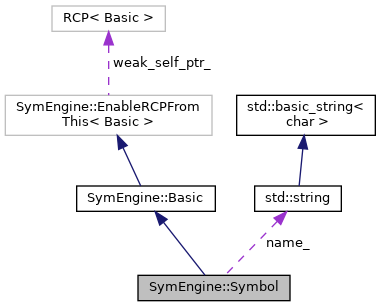 RCP< Basic >
weak_self_ptr_
SymEngine::EnableRCPFrom
This< Basic >
std::basic_string<
char >
SymEngine::Basic
std::string
name_
SymEngine::Symbol